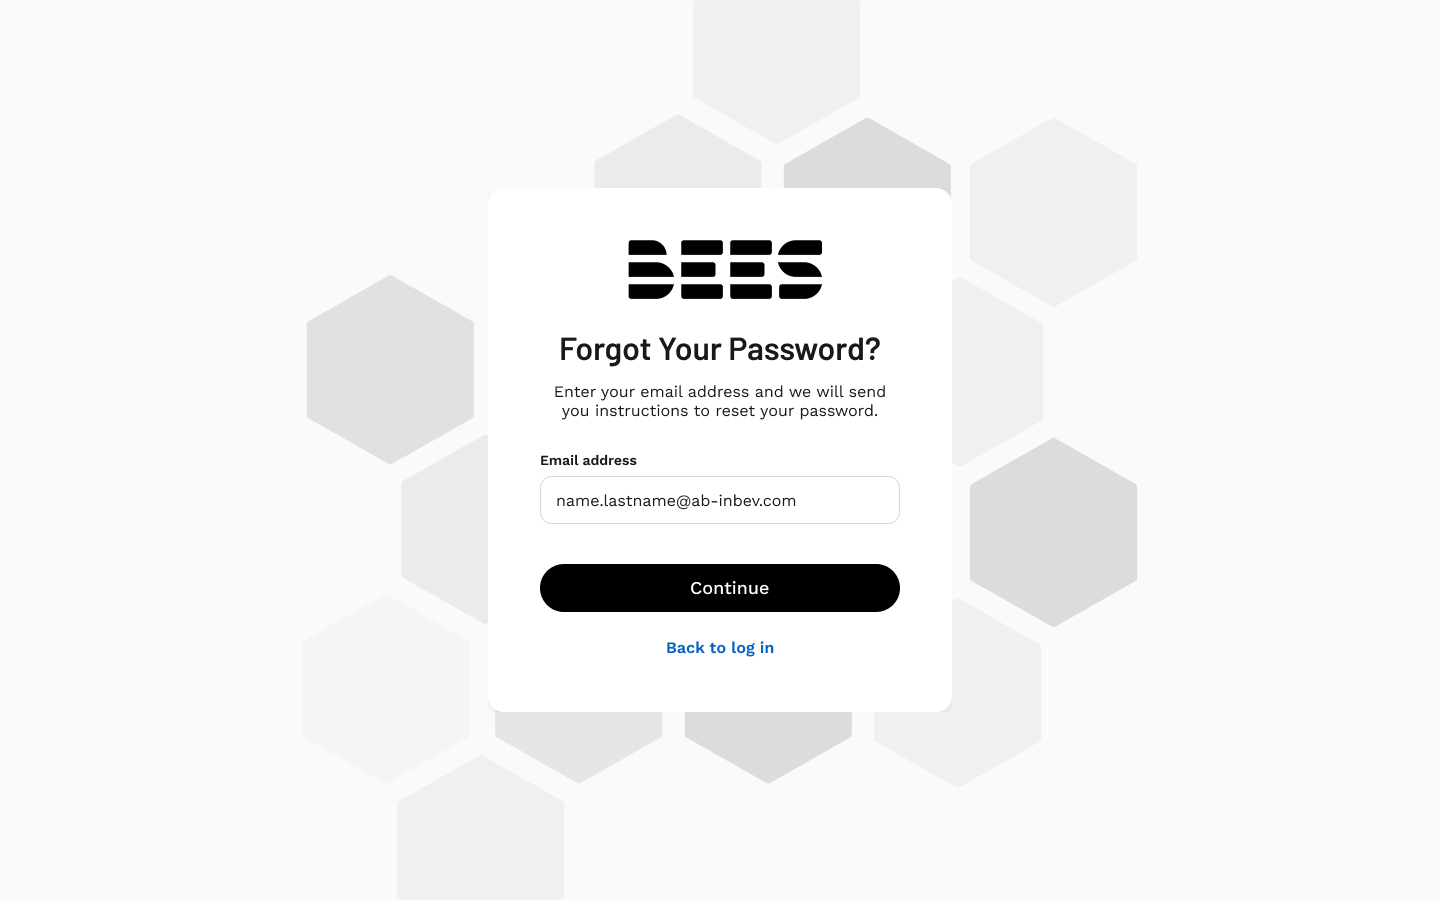 BEES
Forgot Your Password?
Enter your email address and we will send
you instructions to reset your password.
Email address
name.lastname@ab-inbev.com
Continue
Back to log in